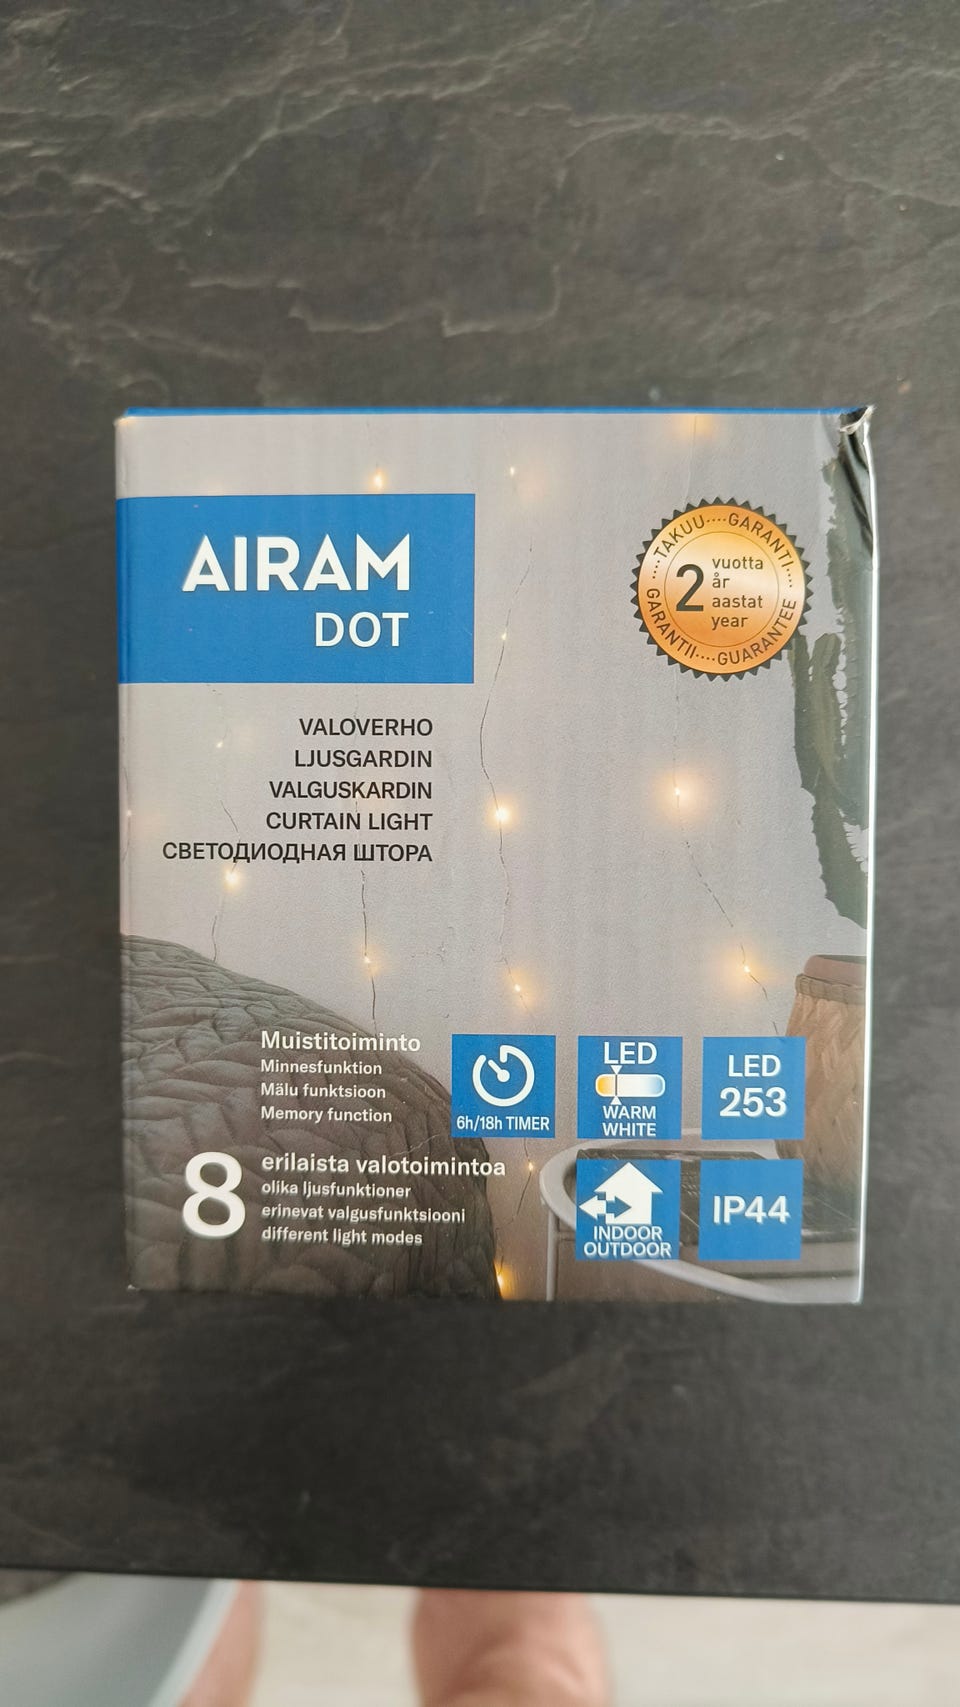 AIRAM
DOT
TAKUU····GARANTI····
GARANTII····GUARANTEE
2
vuotta
år
aastat
year
VALOVERHO
LJUSGARDIN
VALGUSKARDIN
CURTAIN LIGHT
СВЕТОДИОДНАЯ ШТОРА
Muistitoiminto
Minnesfunktion
Mälu funktsioon
Memory function
8
erilaista valotoimintoa
olika ljusfunktioner
erinevat valgusfunktsiooni
different light modes
6h/18h TIMER
LED
WARM
WHITE
LED
253
INDOOR
OUTDOOR
IP44